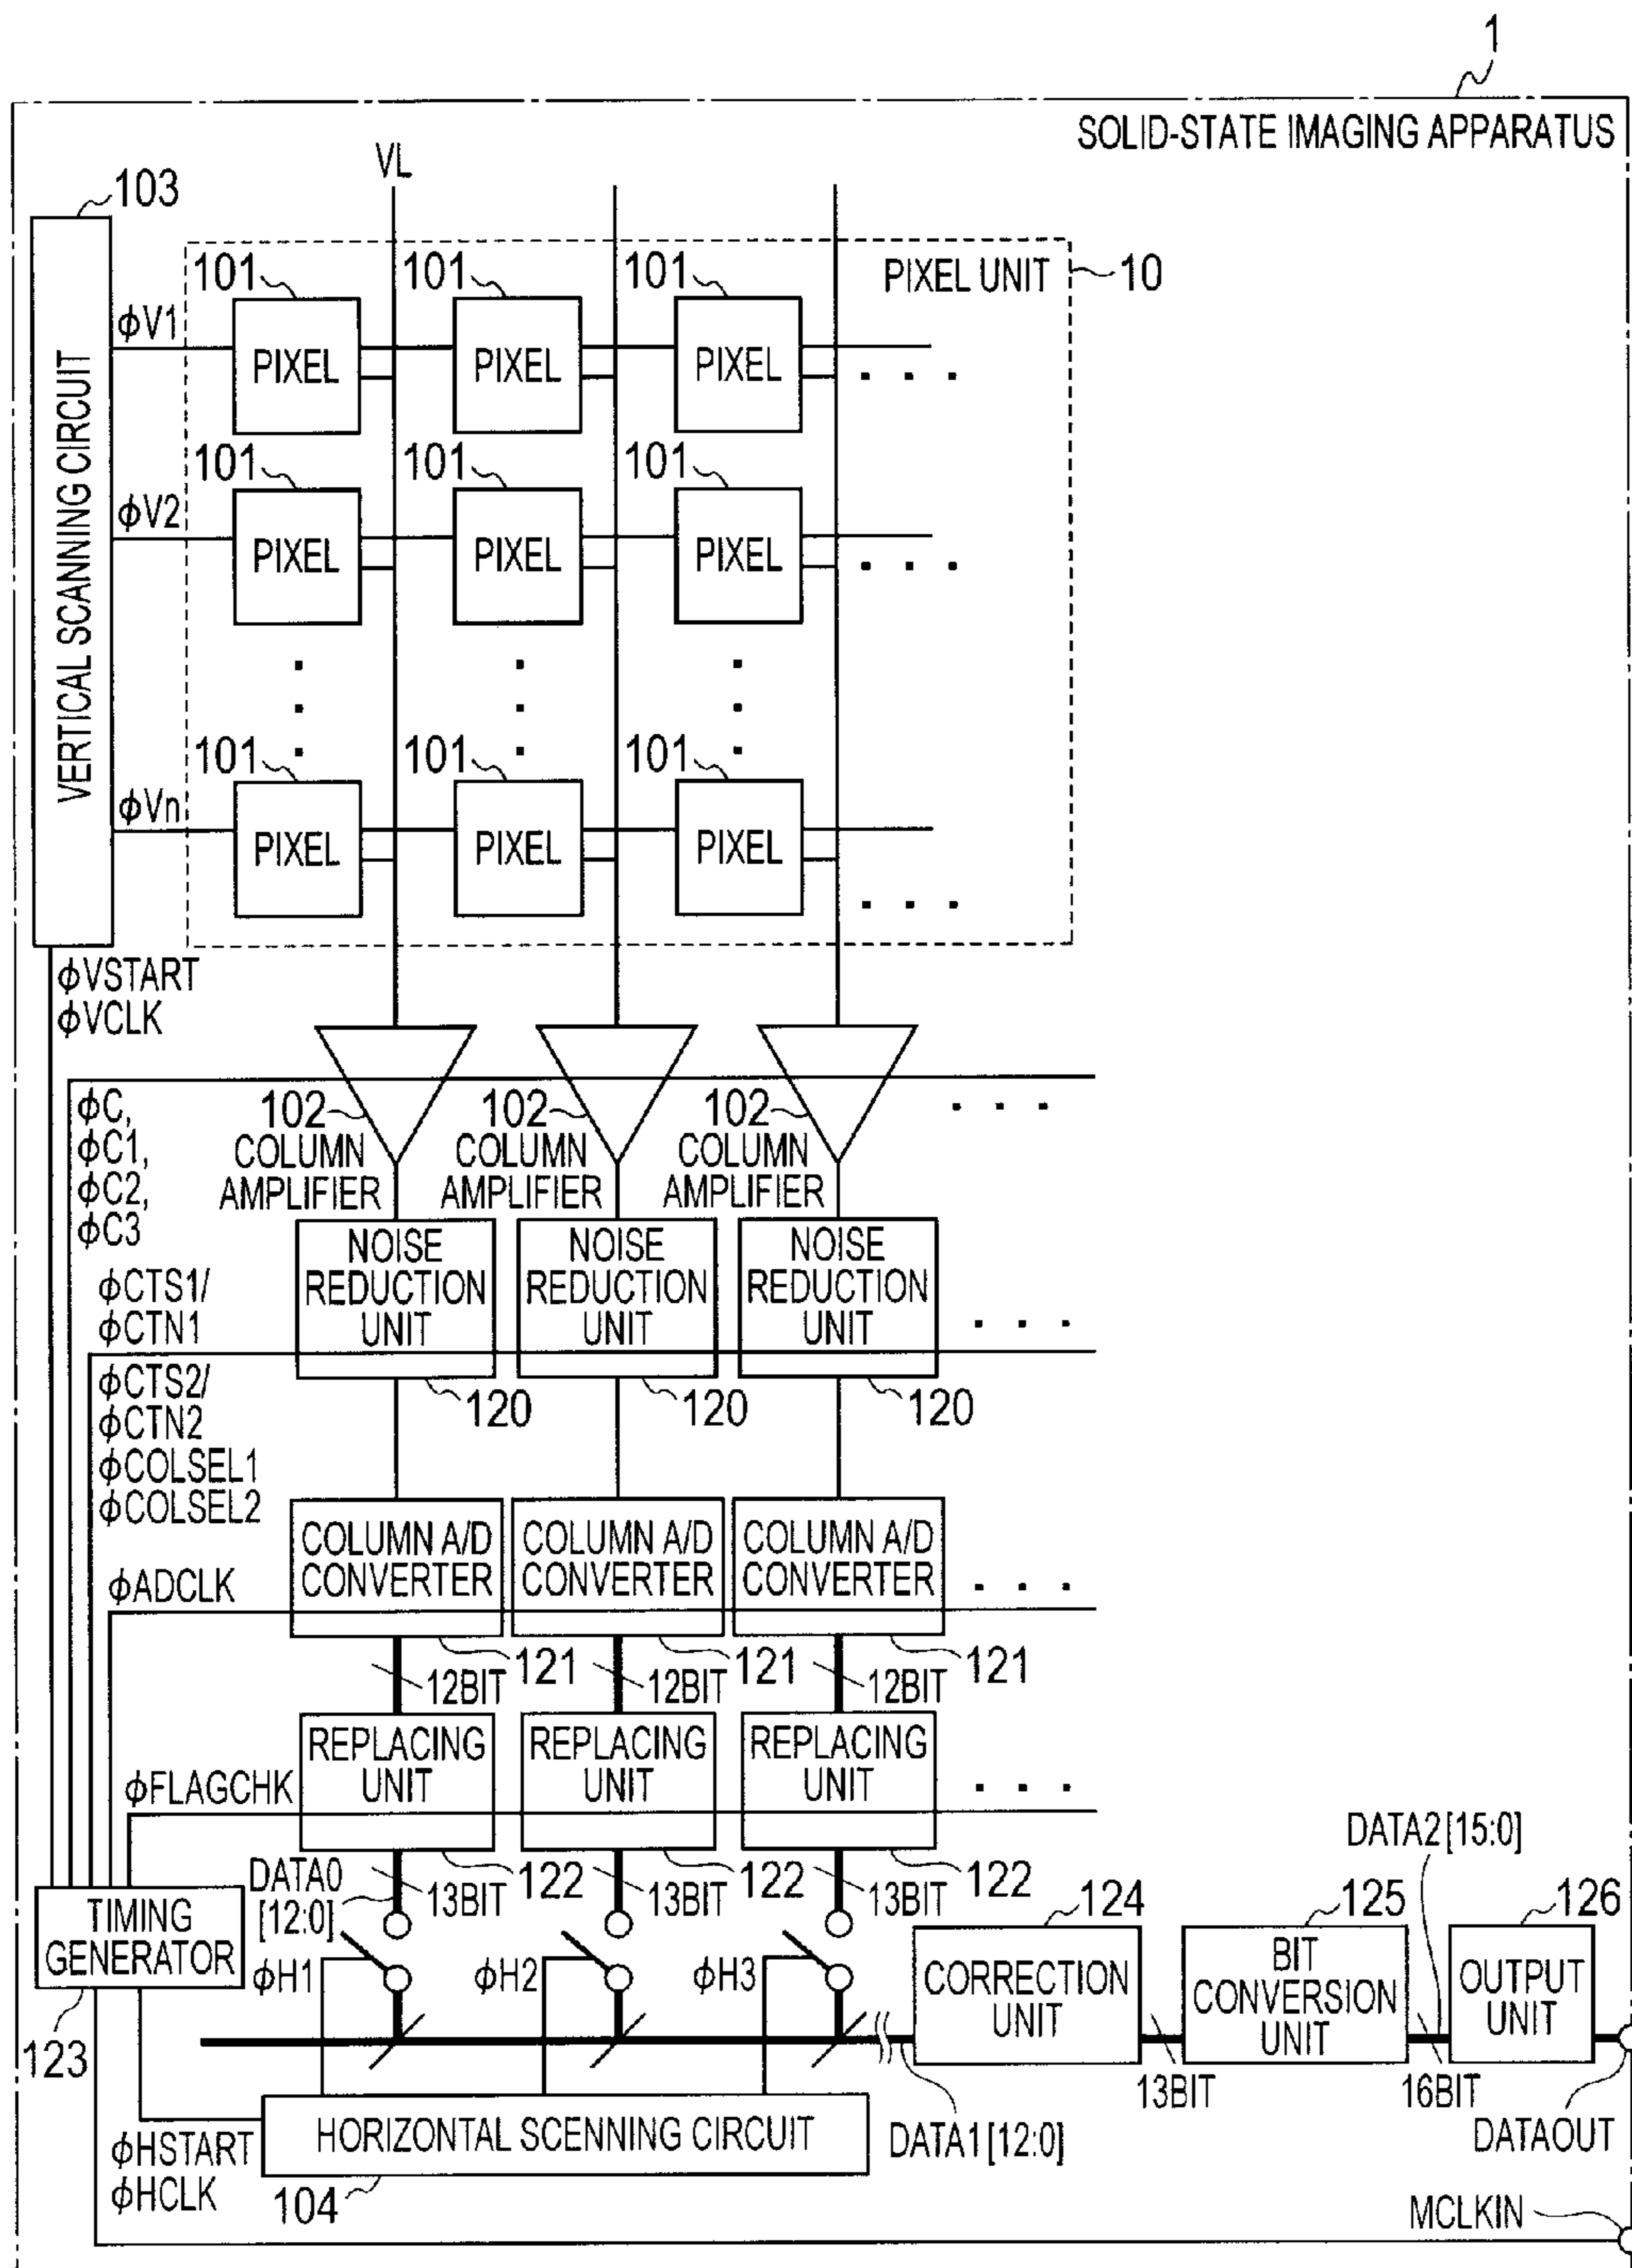 1
SOLID-STATE IMAGING APPARATUS
VL
103
VERTICAL SCANNING CIRCUIT
101 101 101 PIXEL UNIT 10
ϕV1
PIXEL PIXEL PIXEL . . .
101 101 101
ϕV2
PIXEL PIXEL PIXEL . . .
101 101 101
ϕVn
PIXEL PIXEL PIXEL
. . .
ϕVSTART
ϕVCLK
ϕC,
ϕC1,
ϕC2,
ϕC3
102 102 102 . . .
COLUMN AMPLIFIER
COLUMN AMPLIFIER
COLUMN AMPLIFIER
NOISE REDUCTION UNIT
NOISE REDUCTION UNIT
NOISE REDUCTION UNIT
. . .
ϕCTS1/
ϕCTN1
ϕCTS2/
ϕCTN2
ϕCOLSEL1
ϕCOLSEL2
120 120 120
COLUMN A/D CONVERTER
COLUMN A/D CONVERTER
COLUMN A/D CONVERTER
. . .
ϕADCLK
121 121 121
12BIT 12BIT 12BIT
REPLACING UNIT
REPLACING UNIT
REPLACING UNIT
. . .
ϕFLAGCHK
DATA0
[12:0]
122 122 122
13BIT 13BIT 13BIT
TIMING
GENERATOR
123
ϕH1 ϕH2 ϕH3
124
CORRECTION
UNIT
125
BIT
CONVERSION
UNIT
DATA2 [15:0]
126
OUTPUT
UNIT
13BIT 16BIT
DATAOUT
DATA1 [12:0]
ϕHSTART
ϕHCLK
HORIZONTAL SCENNING CIRCUIT
104
MCLKIN